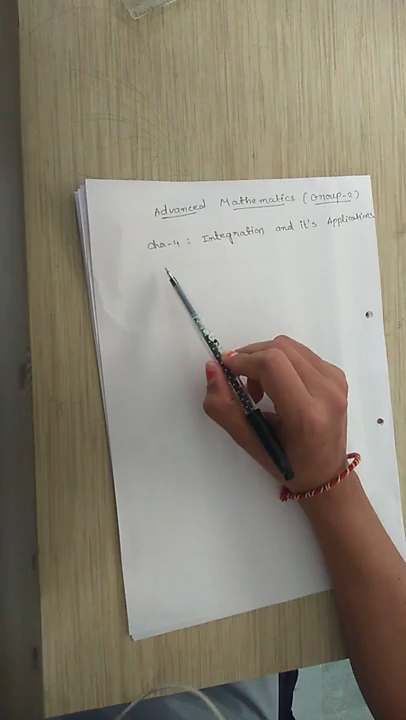 Advanced Mathematics (Group-2)
cha-4 : Integration and it's Applications